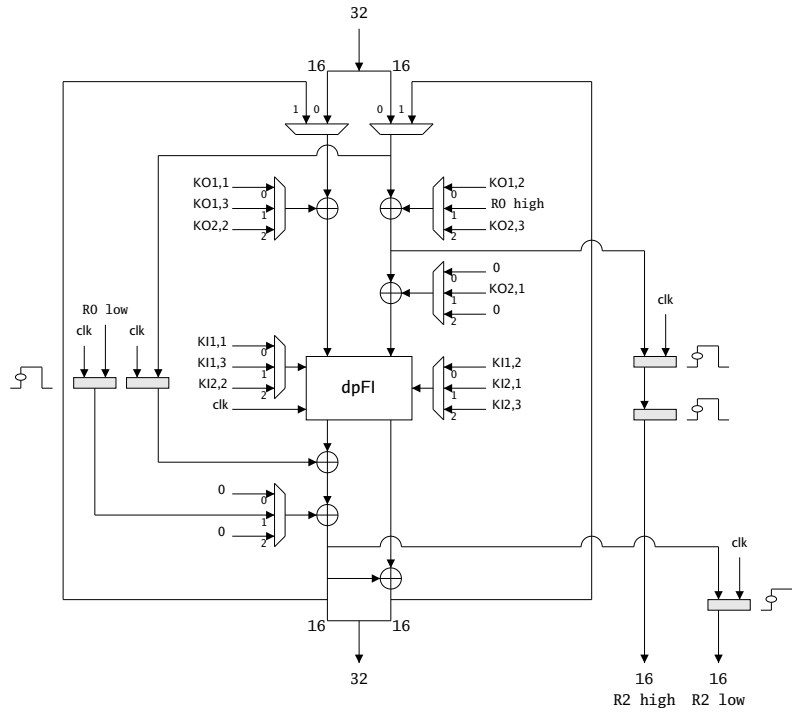 32
16 16
1 0 0 1
KO1,1 0 KO1,2 0
KO1,3 1 R0 high 1
KO2,2 2 KO2,3 2
0 0
KO2,1 1
0 2
clk
R0 low
clk clk
KI1,1 0
KI1,3 1
KI2,2 2
clk
dpFI
KI1,2 0
KI2,1 1
KI2,3 2
0 0
1
0 2
clk
16 16
32
16 16
R2 high R2 low